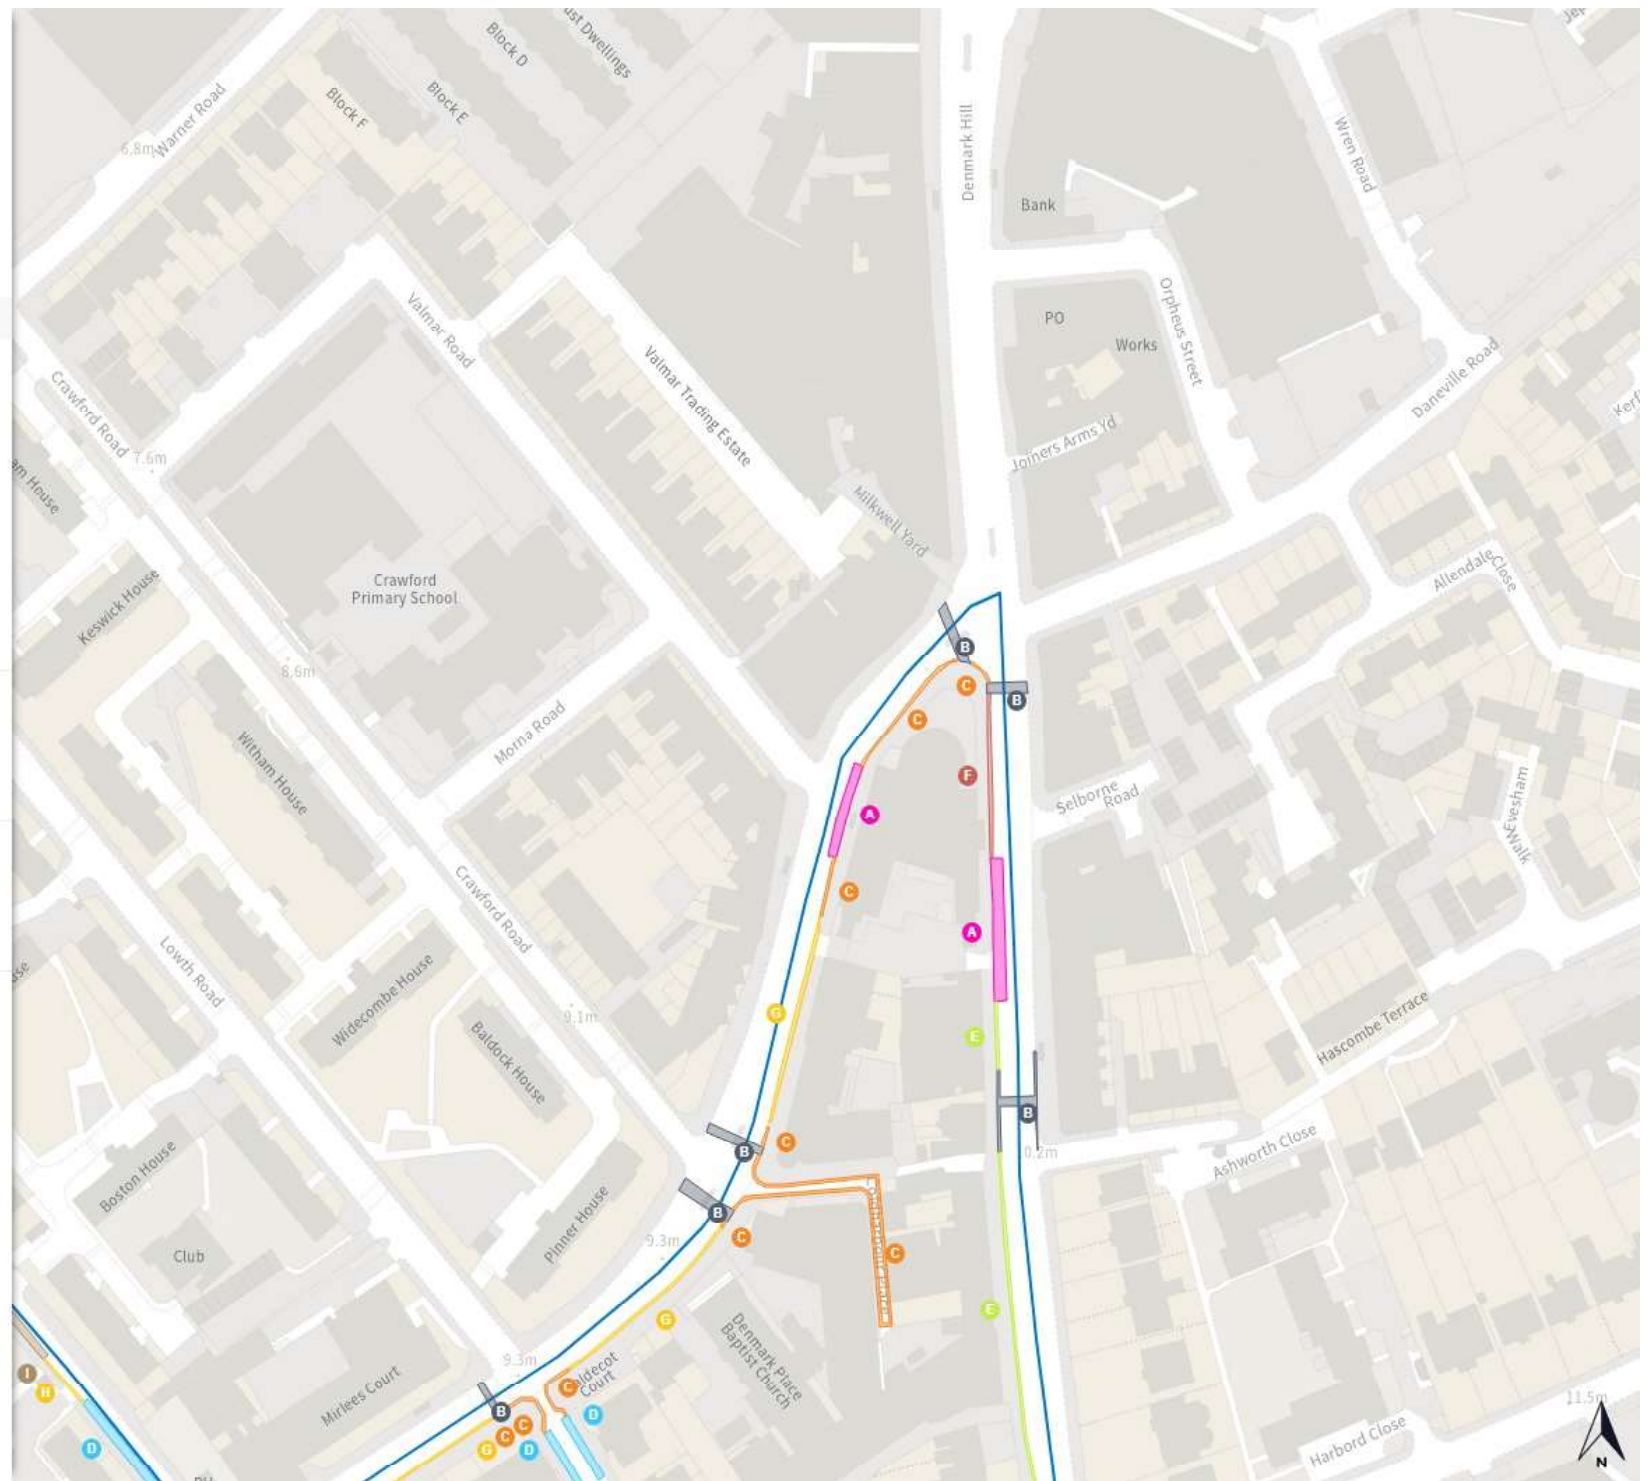 Block D
Block E
Block F
ust Dwellings
Warner Road
6.8m
Denmark Hill
Wren Road
Bank
Valmar Road
Orpheus Street
PO
Works
Valmar Trading Estate
Crawford Road
Daneville Road
7.6m
Joiners Arms Yd
am House
Milkwell Yard
Crawford
Primary School
Keswick House
Allendale
Close
B
8.6m
C
B
C
Morna Road
Witham House
F
Selborne
Road
Evesham
Walk
A
C
Crawford Road
A
Lowth Road
Widecombe House
G
9.1m
Baldock House
E
Hascombe Terrace
B
Boston House
C
B
0.2m
Ashworth Close
Pinner House
B
C
9.3m
Club
C
E
G
Denmark Place
Baptist Church
9.3m
aldecot
Court
I
H
Mirlees Court
C
D
B
C
C
G
D
D
11.5m
Harbord Close
N